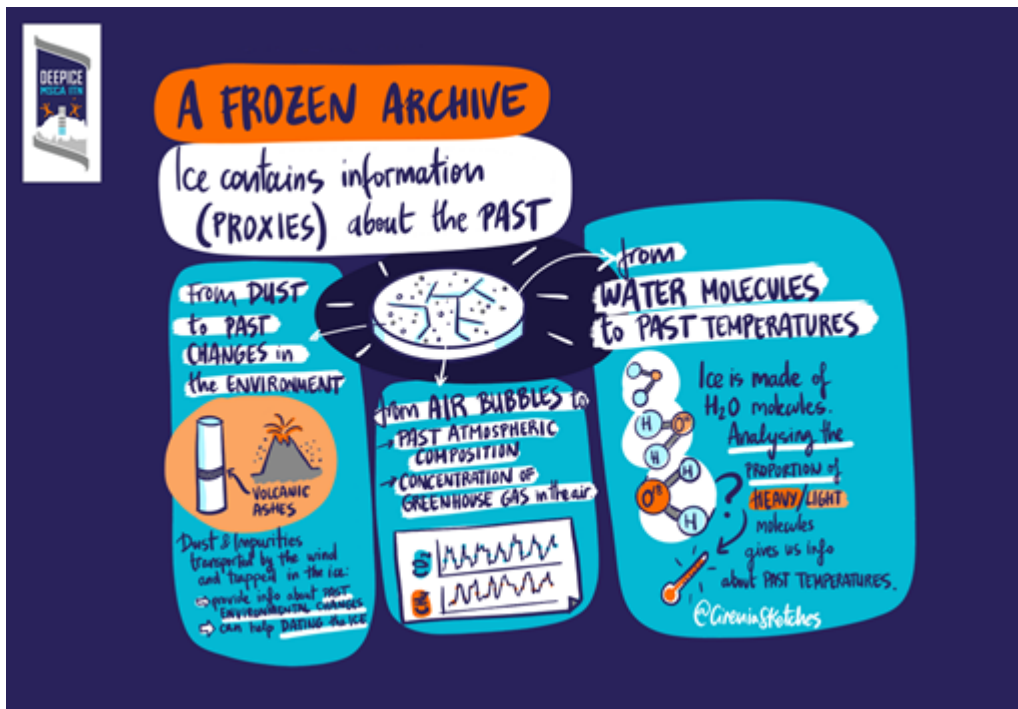 DEEPICE
MSCA ITN
A FROZEN ARCHIVE
Ice contains information
(PROXIES) about the PAST
from DUST
to PAST
CHANGES in
the ENVIRONMENT
VOLCANIC
ASHES
Dust & Impurities
transported by the wind
and trapped in the ice:
⇨ provide info about PAST
ENVIRONMENTAL CHANGES
⇨ can help DATING the ICE
from AIR BUBBLES to
→ PAST ATMOSPHERIC
COMPOSITION
→ CONCENTRATION OF
GREENHOUSE GAS in the air.
CO₂
CH₄
from
WATER MOLECULES
to PAST TEMPERATURES
Ice is made of
H₂O molecules.
Analysing the
PROPORTION of
HEAVY/LIGHT
molecules
gives us info
about PAST TEMPERATURES.
H
O¹⁶
H
H
O¹⁸
H
?
@CireniaSketches